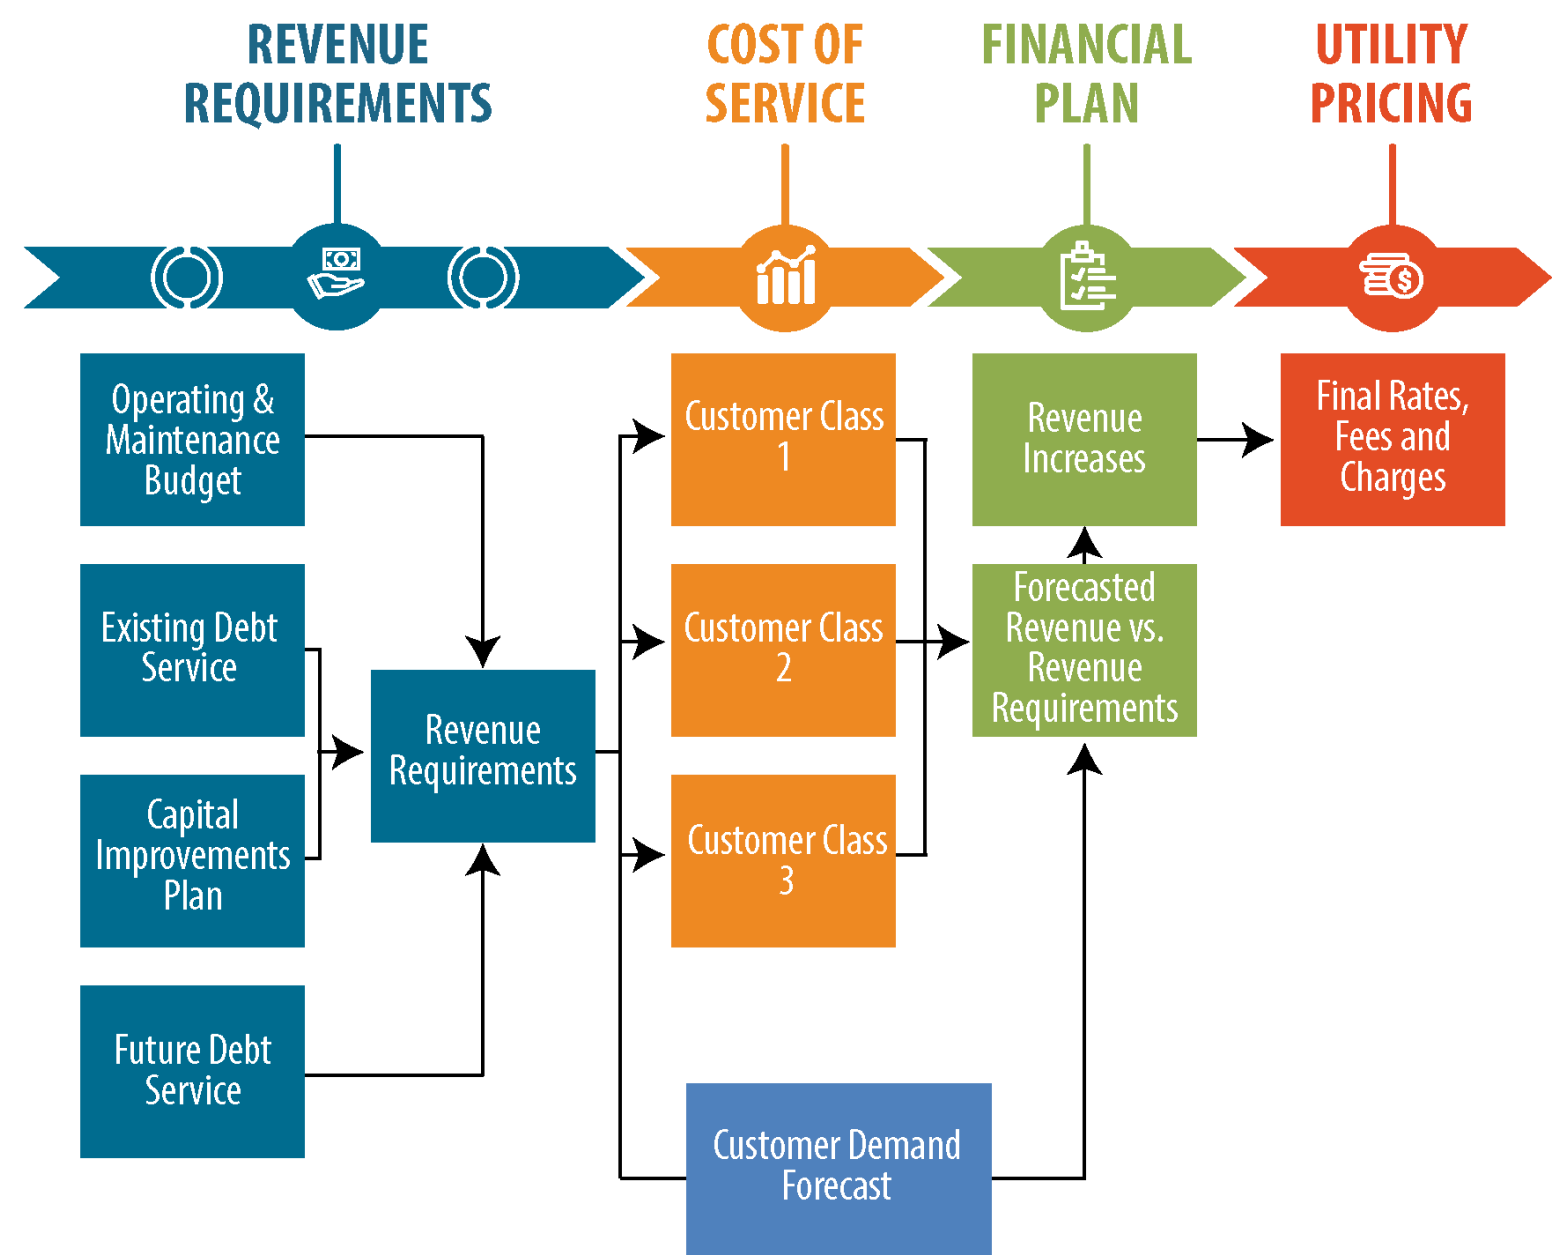 REVENUE
REQUIREMENTS
COST OF
SERVICE
FINANCIAL
PLAN
UTILITY
PRICING
$
Operating &
Maintenance
Budget
Existing Debt
Service
Capital
Improvements
Plan
Future Debt
Service
Revenue
Requirements
Customer Class
1
Customer Class
2
Customer Class
3
Customer Demand
Forecast
Revenue
Increases
Forecasted
Revenue vs.
Revenue
Requirements
Final Rates,
Fees and
Charges